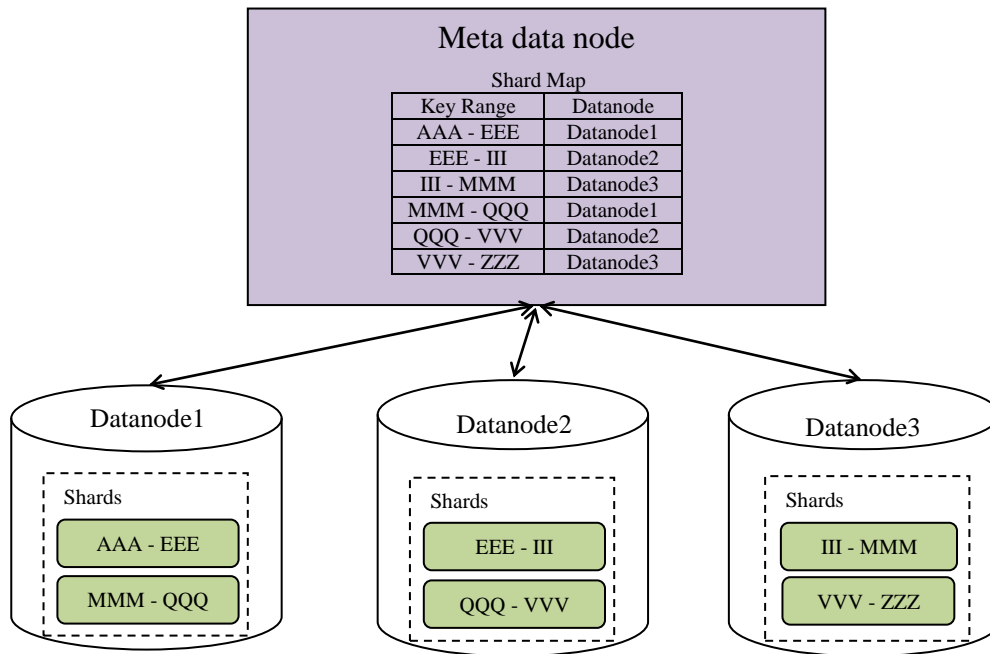 Meta data node
Shard Map
Key Range Datanode
AAA - EEE Datanode1
EEE - III Datanode2
III - MMM Datanode3
MMM - QQQ Datanode1
QQQ - VVV Datanode2
VVV - ZZZ Datanode3
Datanode1
Shards
AAA - EEE
MMM - QQQ
Datanode2
Shards
EEE - III
QQQ - VVV
Datanode3
Shards
III - MMM
VVV - ZZZ